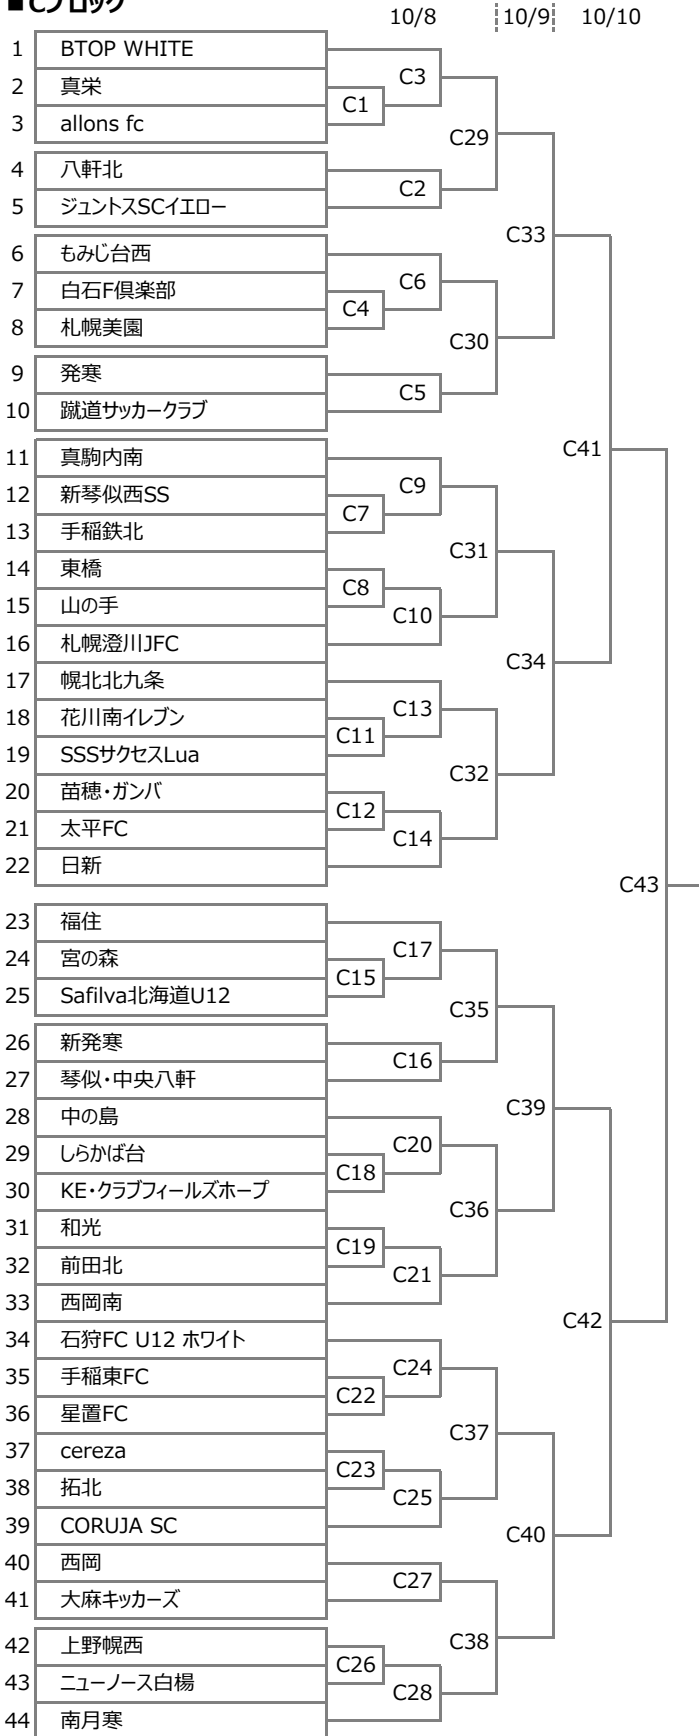 ■Cブロック
10/8 10/9 10/10
1 BTOP WHITE
2 真栄
3 allons fc
4 八軒北
5 ジュントスSCイエロー
6 もみじ台西
7 白石F倶楽部
8 札幌美園
9 発寒
10 蹴道サッカークラブ
11 真駒内南
12 新琴似西SS
13 手稲鉄北
14 東橋
15 山の手
16 札幌澄川JFC
17 幌北北九条
18 花川南イレブン
19 SSSサクセスLua
20 苗穂・ガンバ
21 太平FC
22 日新
23 福住
24 宮の森
25 Safilva北海道U12
26 新発寒
27 琴似・中央八軒
28 中の島
29 しらかば台
30 KE・クラブフィールズホープ
31 和光
32 前田北
33 西岡南
34 石狩FC U12 ホワイト
35 手稲東FC
36 星置FC
37 cereza
38 拓北
39 CORUJA SC
40 西岡
41 大麻キッカーズ
42 上野幌西
43 ニューノース白楊
44 南月寒
C1
C2
C3
C4
C5
C6
C7
C8
C9
C10
C11
C12
C13
C14
C15
C16
C17
C18
C19
C20
C21
C22
C23
C24
C25
C26
C27
C28
C29
C30
C31
C32
C33
C34
C35
C36
C37
C38
C39
C40
C41
C42
C43